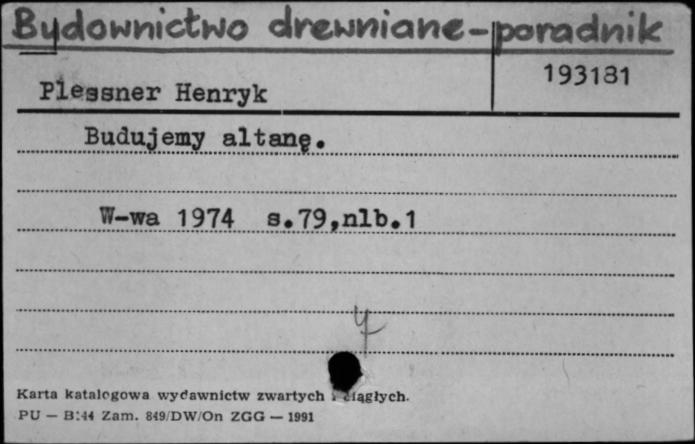 Budownictwo drewniane-poradnik
193181
Plessner Henryk
Budujemy altanę.
W-wa 1974 s.79,nlb.1
Karta katalogowa wydawnictw zwartych i ciągłych.
PU — B:44 Zam. 849/DW/On ZGG — 1991